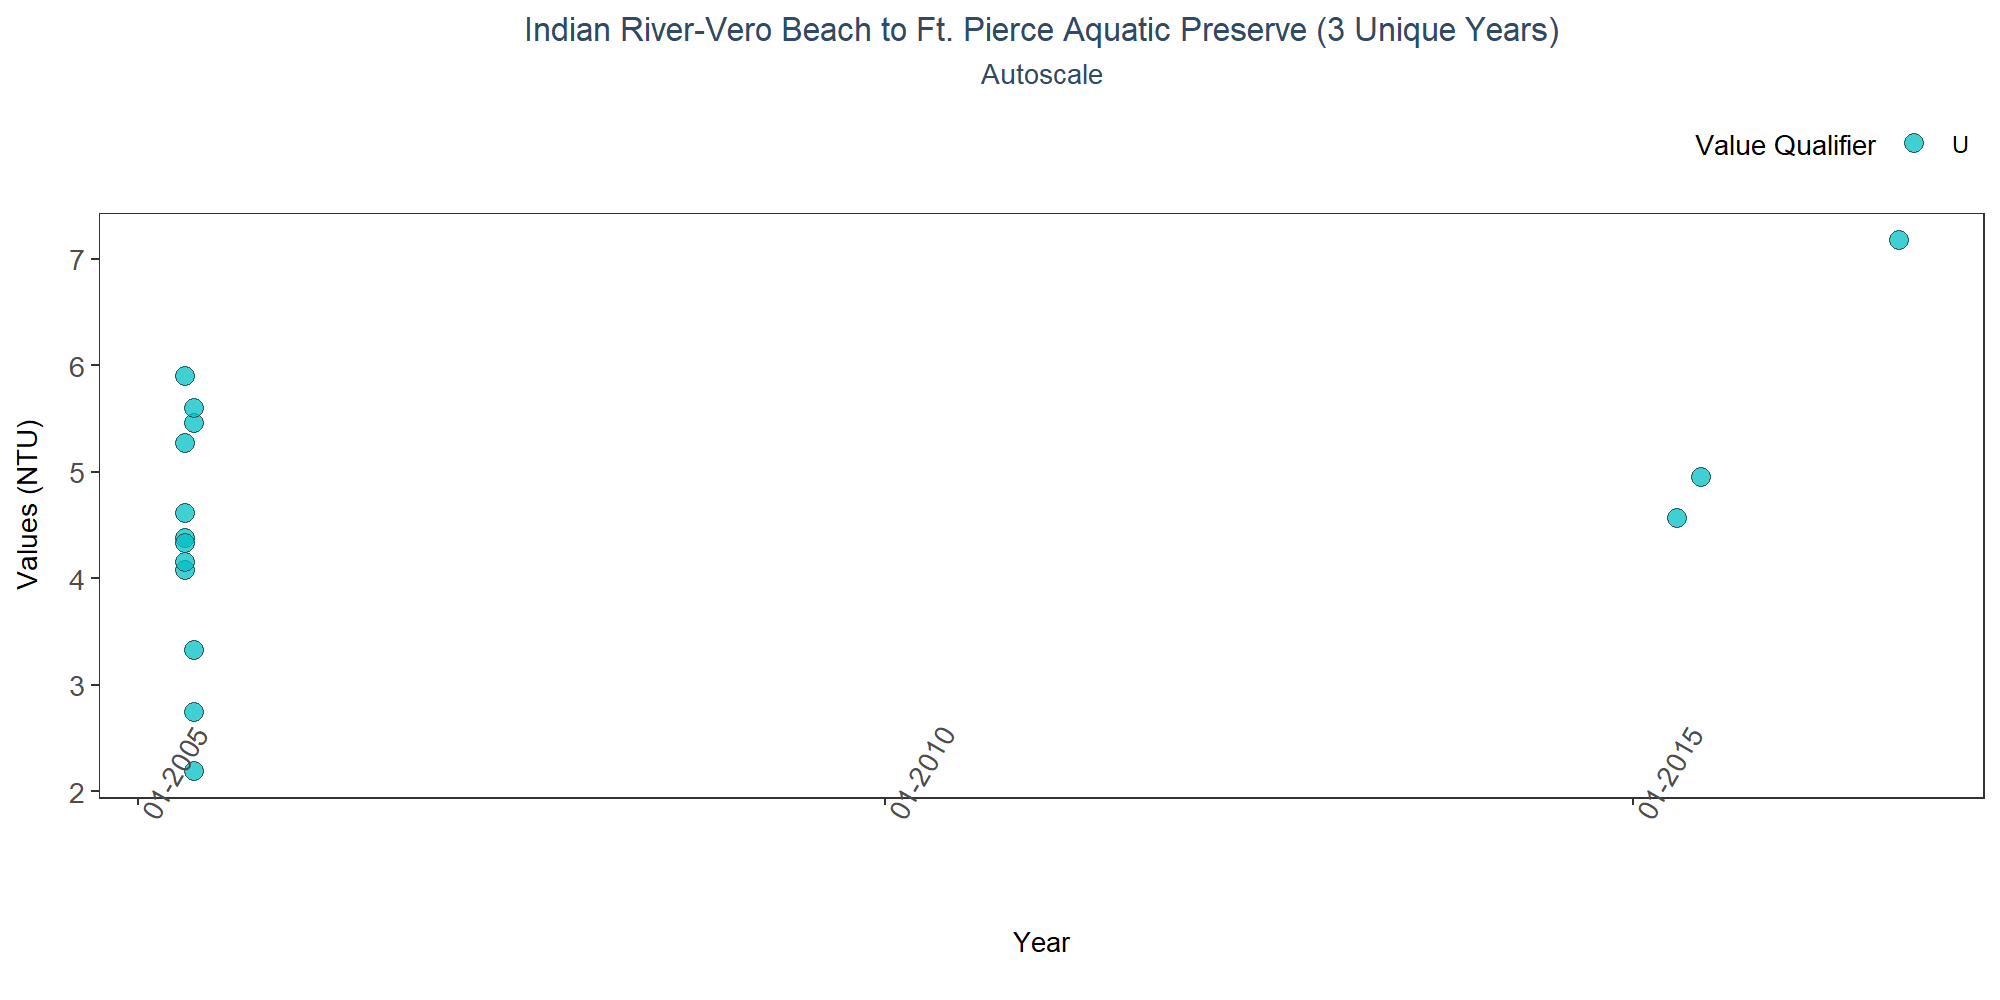 Indian River-Vero Beach to Ft. Pierce Aquatic Preserve (3 Unique Years)
Autoscale
Value Qualifier U
7
6
5
4
3
2
Values (NTU)
01-2005
01-2010
01-2015
Year